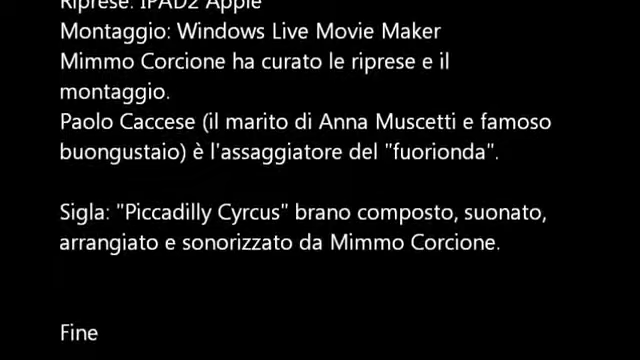 Riprese: IPAD2 Apple
Montaggio: Windows Live Movie Maker
Mimmo Corcione ha curato le riprese e il
montaggio.
Paolo Caccese (il marito di Anna Muscetti e famoso
buongustaio) è l'assaggiatore del "fuorionda".
Sigla: "Piccadilly Cyrcus" brano composto, suonato,
arrangiato e sonorizzato da Mimmo Corcione.
Fine